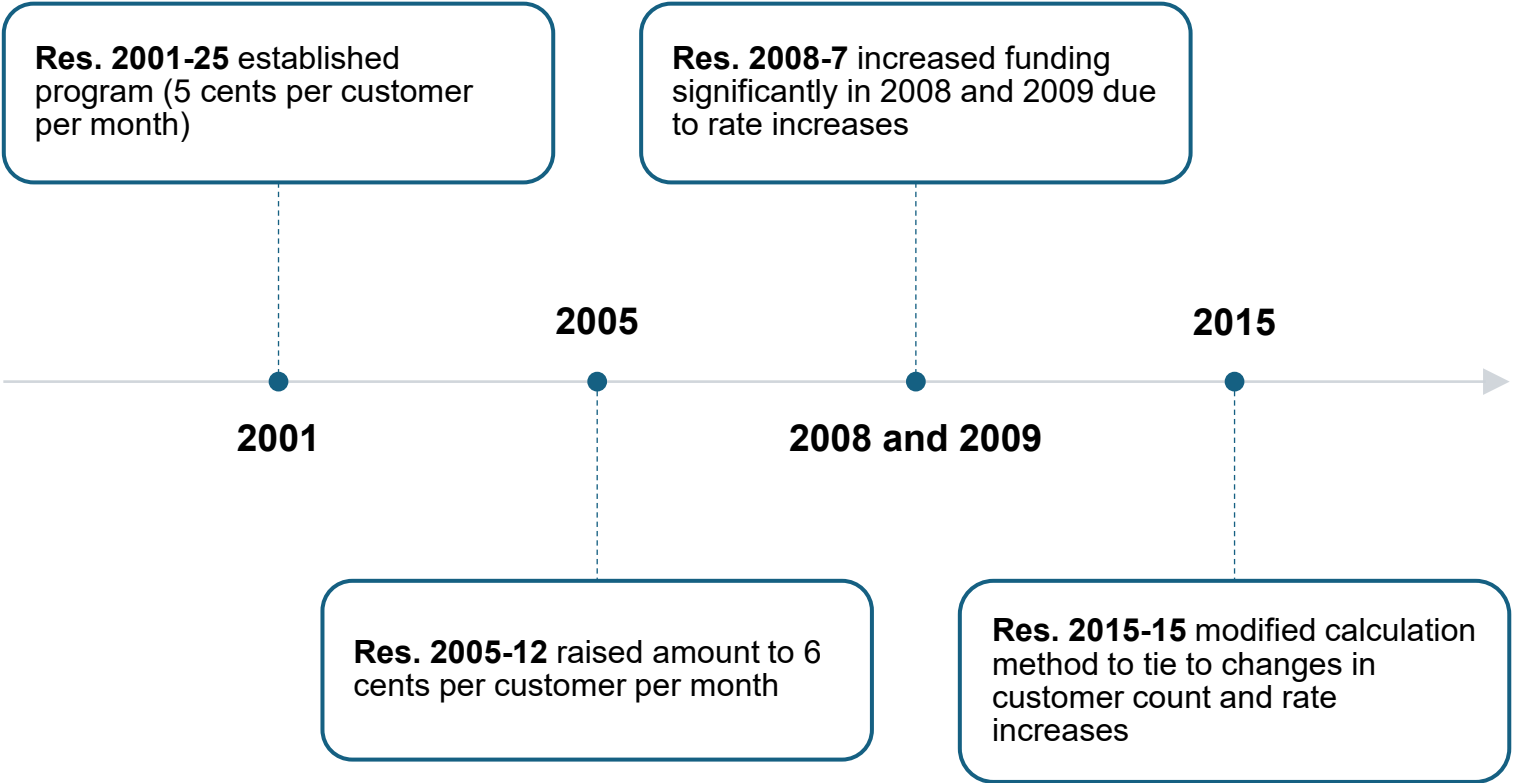 Res. 2001-25 established
program (5 cents per customer
per month)
Res. 2008-7 increased funding
significantly in 2008 and 2009 due
to rate increases
2005
2015
2001
2008 and 2009
Res. 2005-12 raised amount to 6
cents per customer per month
Res. 2015-15 modified calculation
method to tie to changes in
customer count and rate
increases